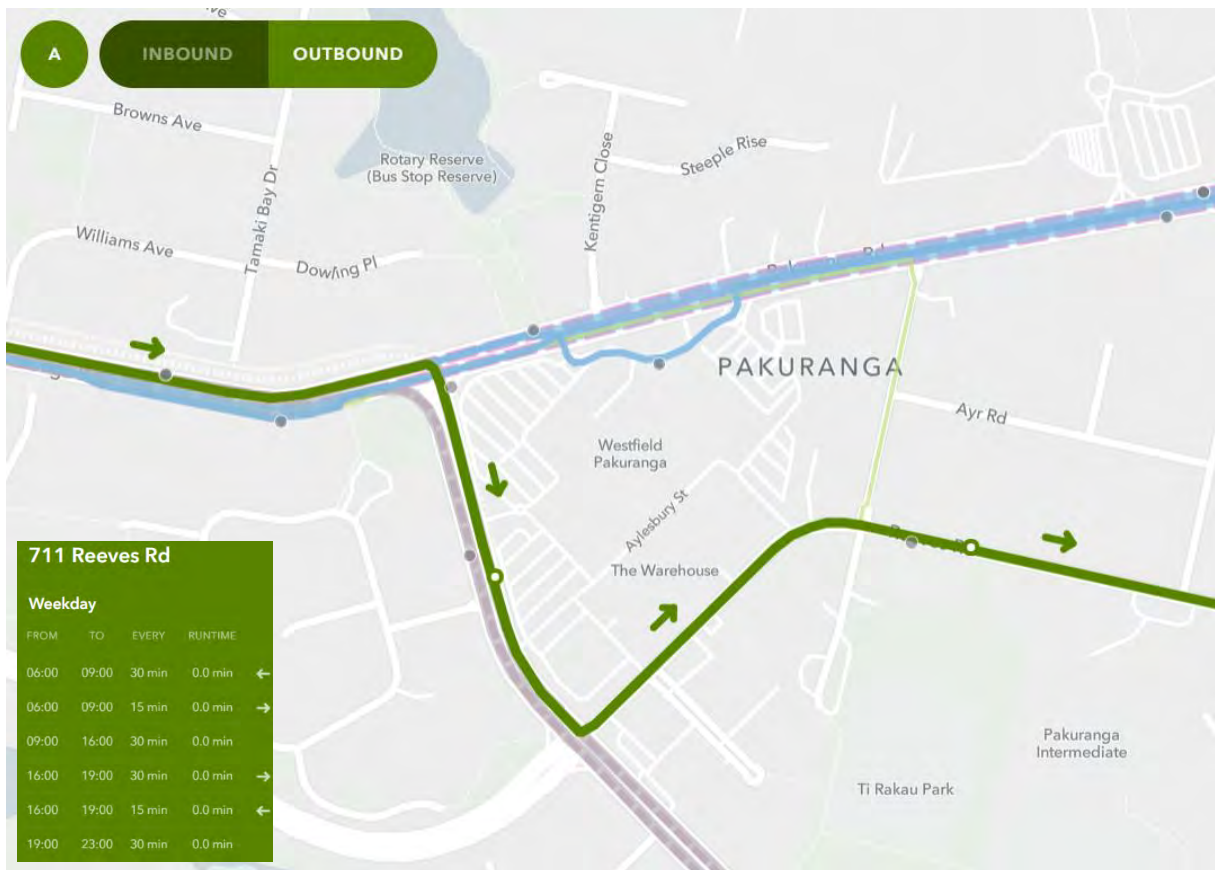 A
INBOUND
OUTBOUND
Browns Ave
Tamaki Bay Dr
Rotary Reserve
(Bus Stop Reserve)
Kentigern Close
Steeple Rise
Williams Ave
Dowling Pl
PAKURANGA
Ayr Rd
Westfield
Pakuranga
Aylesbury St
The Warehouse
Pakuranga
Intermediate
Ti Rakau Park
711 Reeves Rd
Weekday
FROM TO EVERY RUNTIME
06:00 09:00 30 min 0.0 min ←
06:00 09:00 15 min 0.0 min →
09:00 16:00 30 min 0.0 min
16:00 19:00 30 min 0.0 min →
16:00 19:00 15 min 0.0 min ←
19:00 23:00 30 min 0.0 min